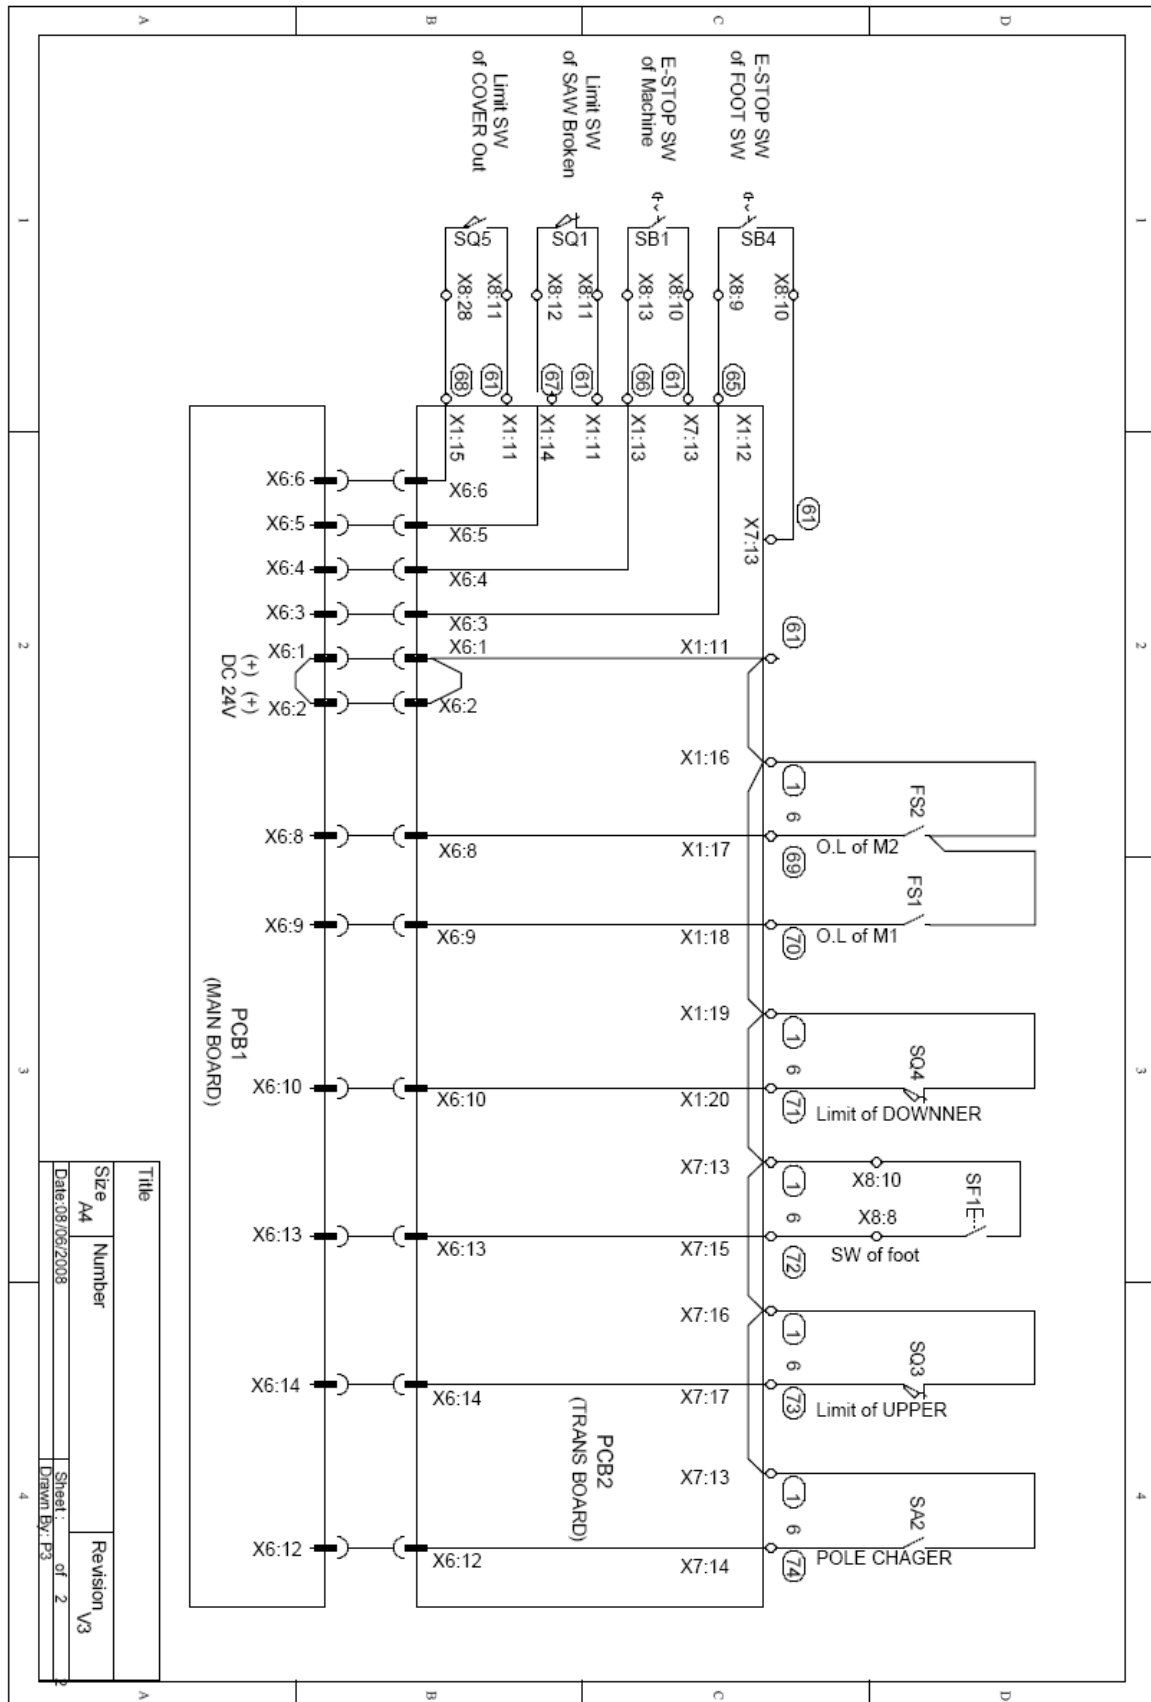 A
B
C
D
E-STOP SW
of FOOT SW
E-STOP SW
of Machine
Limit SW
of SAW Broken
Limit SW
of COVER Out
1
1
SQ5
SQ1
SB1
SB4
X8:28
X8:11
X8:12
X8:11
X8:13
X8:10
X8:9
X8:10
68
61
67
61
66
61
65
X1:15
X1:11
X1:14
X1:11
X1:13
X7:13
X1:12
X6:6
X6:6
X6:5
X6:5
X7:13
61
X6:4
X6:4
X6:3
X6:3
2
2
X6:1
X6:1
X1:11
61
(+) (+)
DC 24V
X6:2
X6:2
X1:16
1 6
FS2
X6:8
X6:8
X1:17
69
O.L of M2
FS1
X6:9
X6:9
X1:18
70
O.L of M1
PCB1
(MAIN BOARD)
X1:19
1 6
SQ4
3
3
X6:10
X6:10
X1:20
71
Limit of DOWNNER
X7:13
1 6
X8:10
SF1
X8:8
X6:13
X6:13
X7:15
72
SW of foot
X7:16
1 6
SQ3
X6:14
X6:14
X7:17
73
Limit of UPPER
PCB2
(TRANS BOARD)
X7:13
1 6
SA2
4
4
X6:12
X6:12
X7:14
74
POLE CHAGER
Title
Size
A4
Number
Revision
V3
Date:08/06/2008
Sheet : of 2
2
Drawn By: P3
A
B
C
D